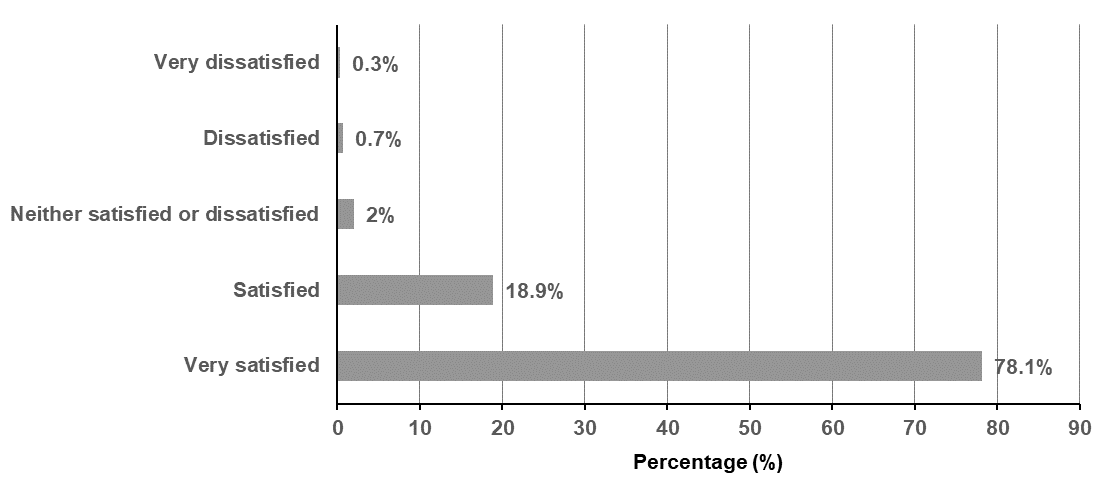 Very dissatisfied 0.3%
Dissatisfied 0.7%
Neither satisfied or dissatisfied 2%
Satisfied 18.9%
Very satisfied 78.1%
0 10 20 30 40 50 60 70 80 90
Percentage (%)